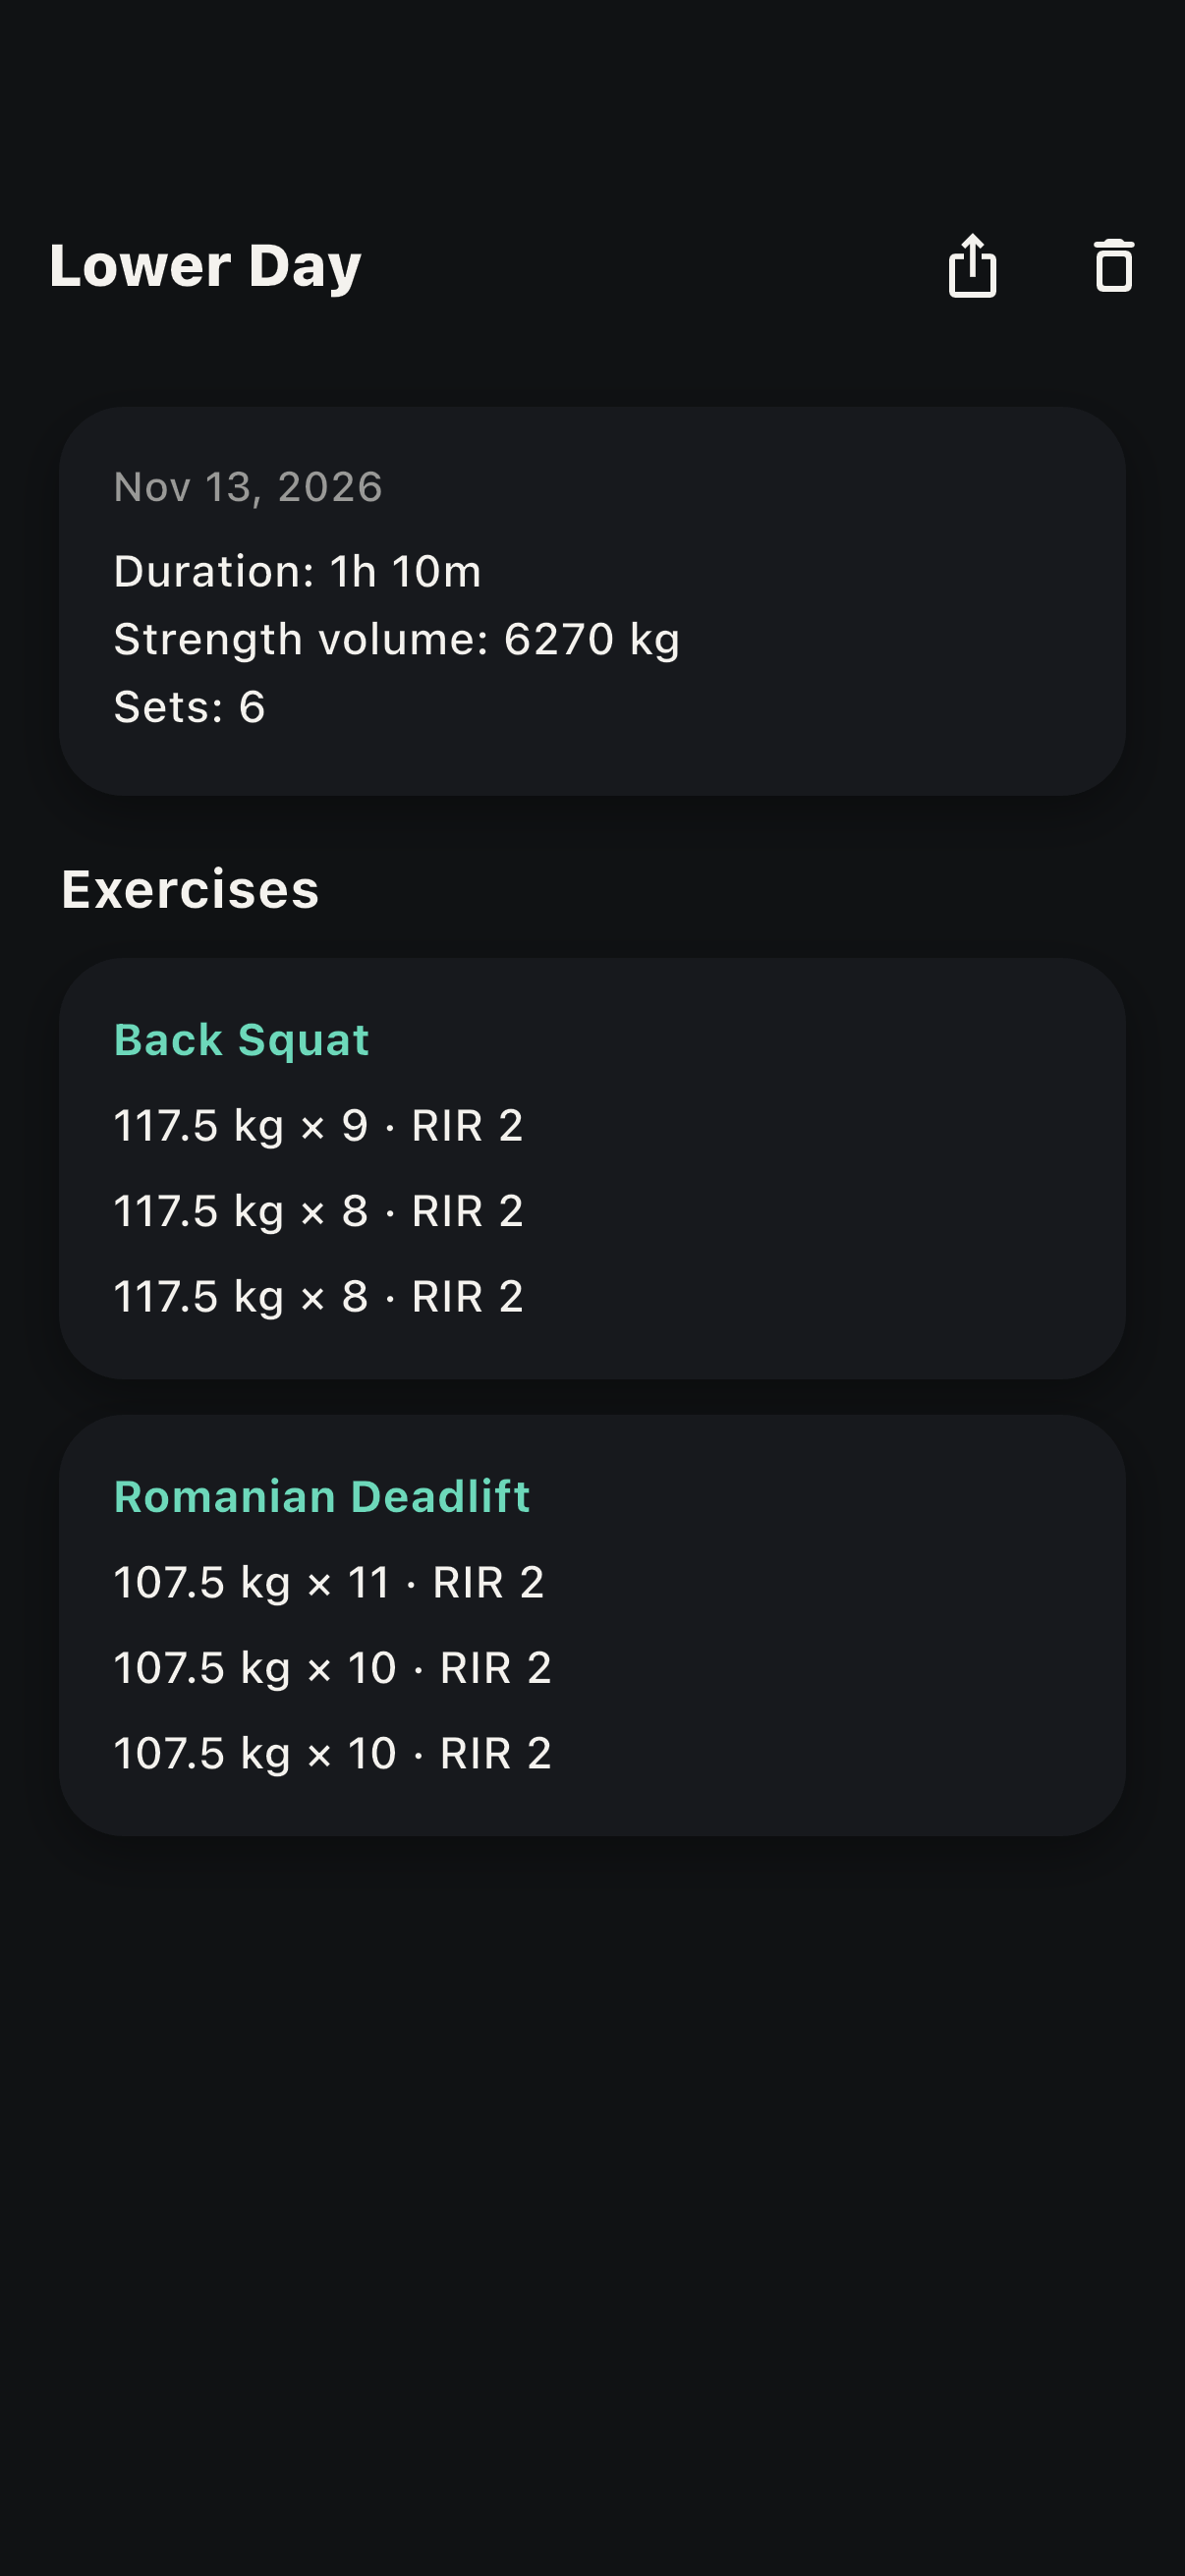 Lower Day
Nov 13, 2026
Duration: 1h 10m
Strength volume: 6270 kg
Sets: 6
Exercises
Back Squat
117.5 kg × 9 · RIR 2
117.5 kg × 8 · RIR 2
117.5 kg × 8 · RIR 2
Romanian Deadlift
107.5 kg × 11 · RIR 2
107.5 kg × 10 · RIR 2
107.5 kg × 10 · RIR 2